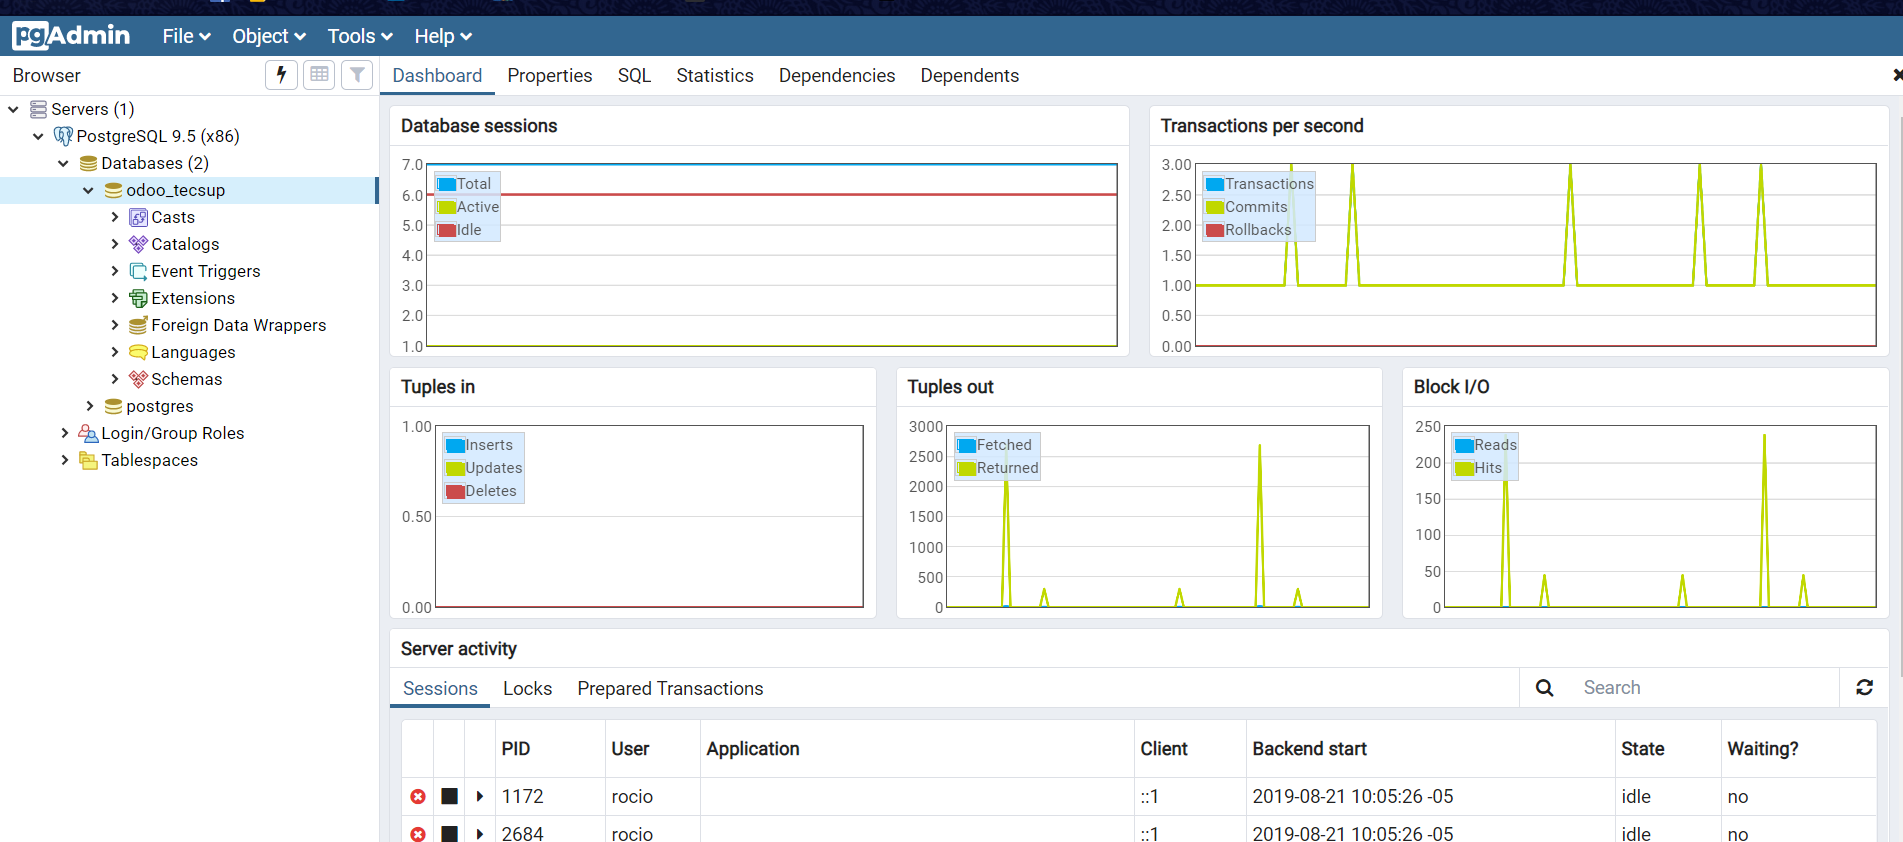 pgAdmin File Object Tools Help
Browser
Dashboard Properties SQL Statistics Dependencies Dependents
Servers (1)
PostgreSQL 9.5 (x86)
Databases (2)
odoo_tecsup
Casts
Catalogs
Event Triggers
Extensions
Foreign Data Wrappers
Languages
Schemas
postgres
Login/Group Roles
Tablespaces
Database sessions
7.0
6.0
5.0
4.0
3.0
2.0
1.0
Total
Active
Idle
Transactions per second
3.00
2.50
2.00
1.50
1.00
0.50
0.00
Transactions
Commits
Rollbacks
Tuples in
1.00
0.50
0.00
Inserts
Updates
Deletes
Tuples out
3000
2500
2000
1500
1000
500
0
Fetched
Returned
Block I/O
250
200
150
100
50
0
Reads
Hits
Server activity
Sessions Locks Prepared Transactions Search
PID User Application Client Backend start State Waiting?
1172 rocio ::1 2019-08-21 10:05:26 -05 idle no
2684 rocio ::1 2019-08-21 10:05:26 -05 idle no